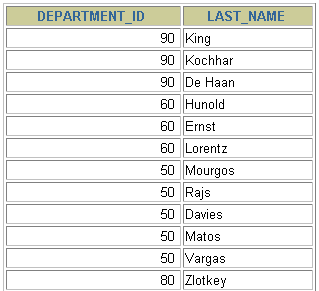 DEPARTMENT_ID LAST_NAME
90 King
90 Kochhar
90 De Haan
60 Hunold
60 Ernst
60 Lorentz
50 Mourgos
50 Rajs
50 Davies
50 Matos
50 Vargas
80 Zlotkey